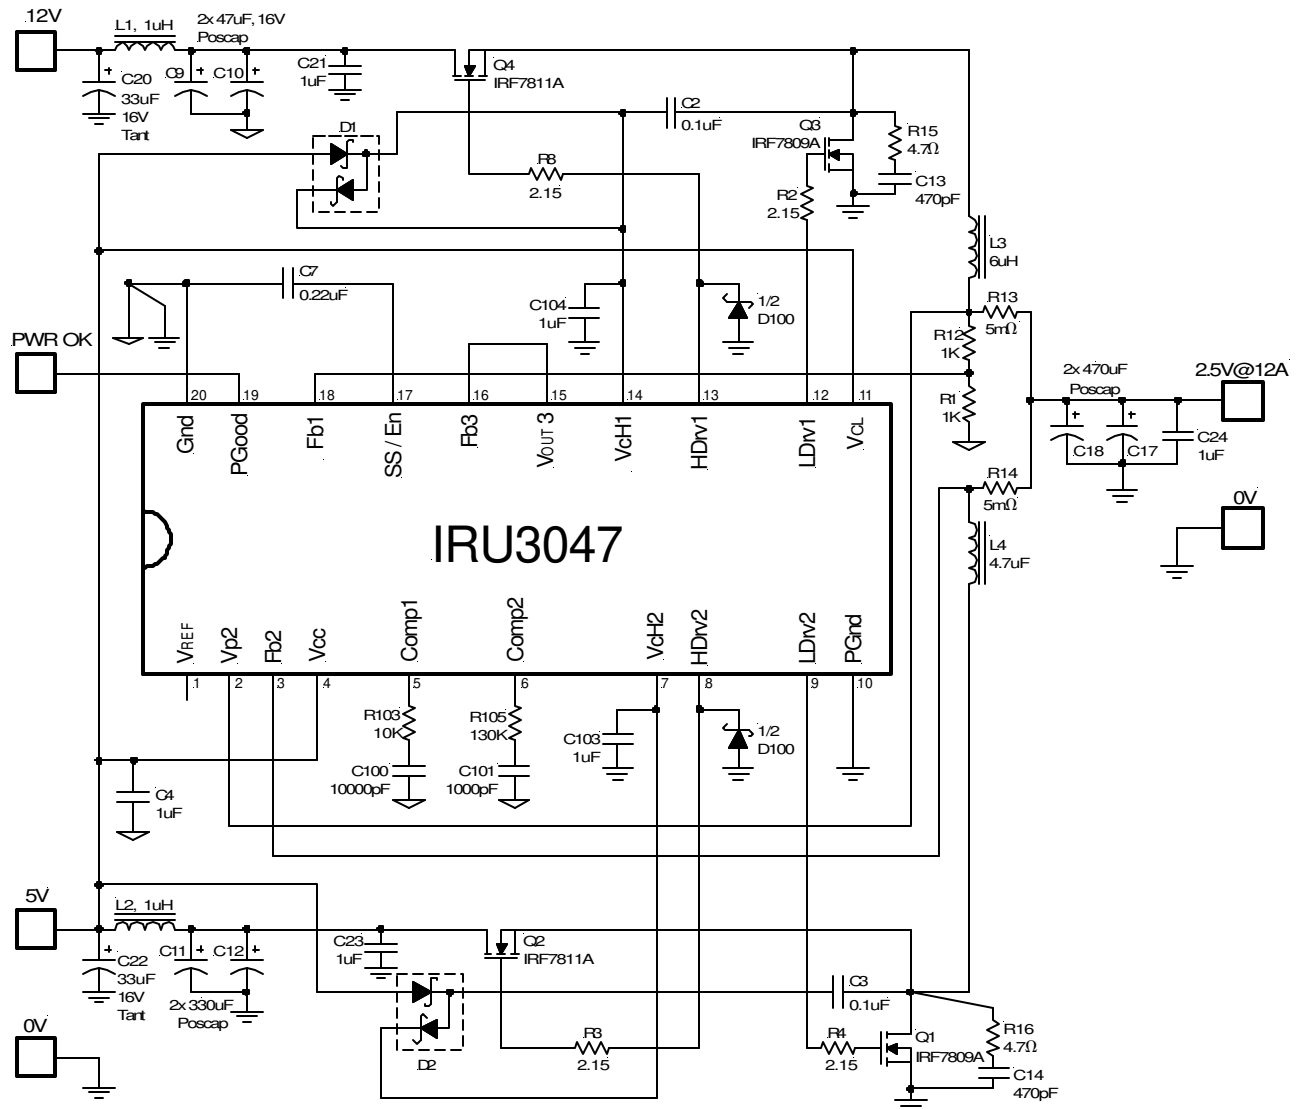 12V
L1, 1uH
2x 47uF, 16V
Poscap
C20
33uF
16V
Tant
C9
C10
C21
1uF
Q4
IRF7811A
C2
0.1uF
Q3
IRF7809A
R15
4.7Ω
C13
470pF
D1
R8
2.15
R2
2.15
L3
6uH
C7
0.22uF
C104
1uF
1/2
D100
R13
5mΩ
R12
1K
PWR OK
2x 470uF
Poscap
2.5V@12A
R1
1K
C18
C17
C24
1uF
20
19
18
17
16
15
14
13
12
11
Gnd
PGood
Fb1
SS / En
Fb3
VOUT 3
VcH1
HDrv1
LDrv1
VCL
R14
5mΩ
0V
IRU3047
L4
4.7uF
VREF
Vp2
Fb2
Vcc
Comp1
Comp2
VcH2
HDrv2
LDrv2
PGnd
1
2
3
4
5
6
7
8
9
10
R103
10K
R105
130K
C103
1uF
1/2
D100
C100
10000pF
C101
1000pF
C4
1uF
5V
L2, 1uH
C22
33uF
16V
Tant
C11
C12
2x 330uF
Poscap
C23
1uF
Q2
IRF7811A
C3
0.1uF
D2
R3
2.15
R4
2.15
Q1
IRF7809A
R16
4.7Ω
C14
470pF
0V